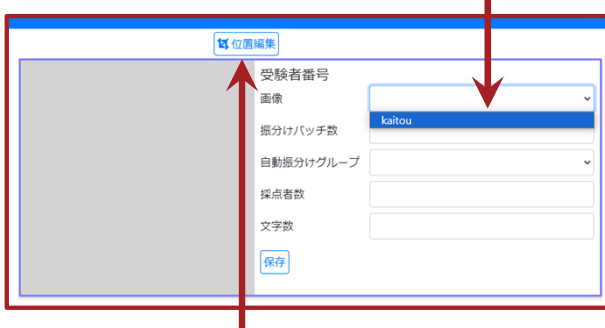 位置編集
受験者番号
画像
kaitou
振分けバッチ数
自動振分けグループ
採点者数
文字数
保存